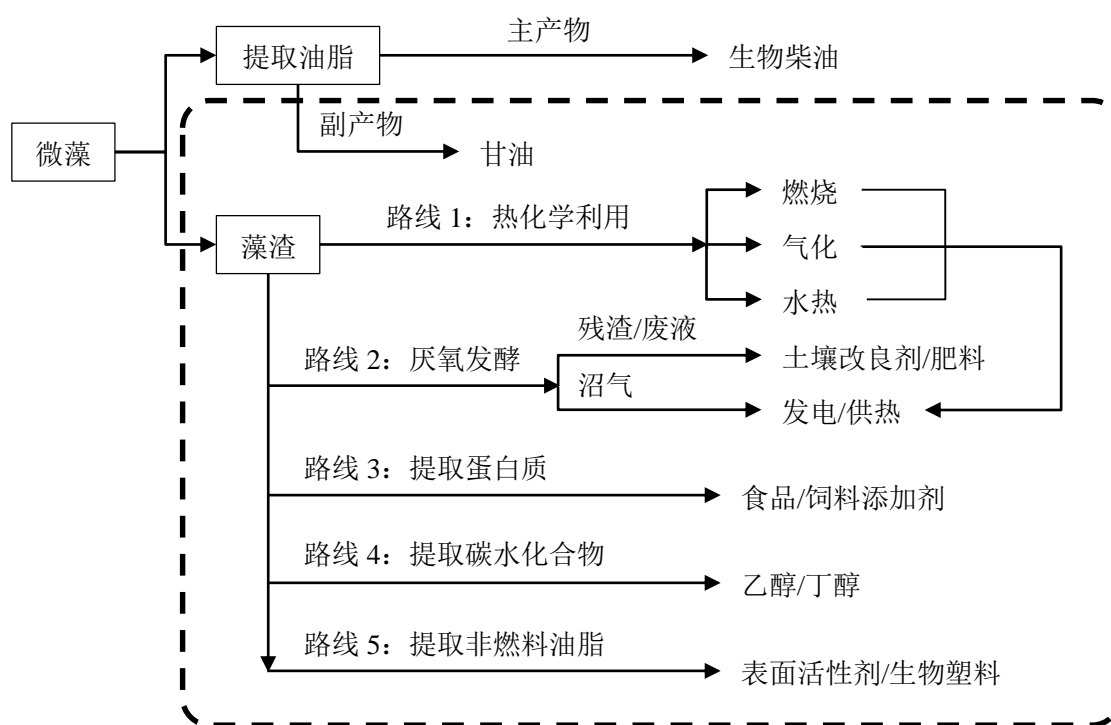 主产物
提取油脂
生物柴油
副产物
微藻
甘油
燃烧
路线 1：热化学利用
藻渣
气化
水热
残渣/废液
路线 2：厌氧发酵
土壤改良剂/肥料
沼气
发电/供热
路线 3：提取蛋白质
食品/饲料添加剂
路线 4：提取碳水化合物
乙醇/丁醇
路线 5：提取非燃料油脂
表面活性剂/生物塑料